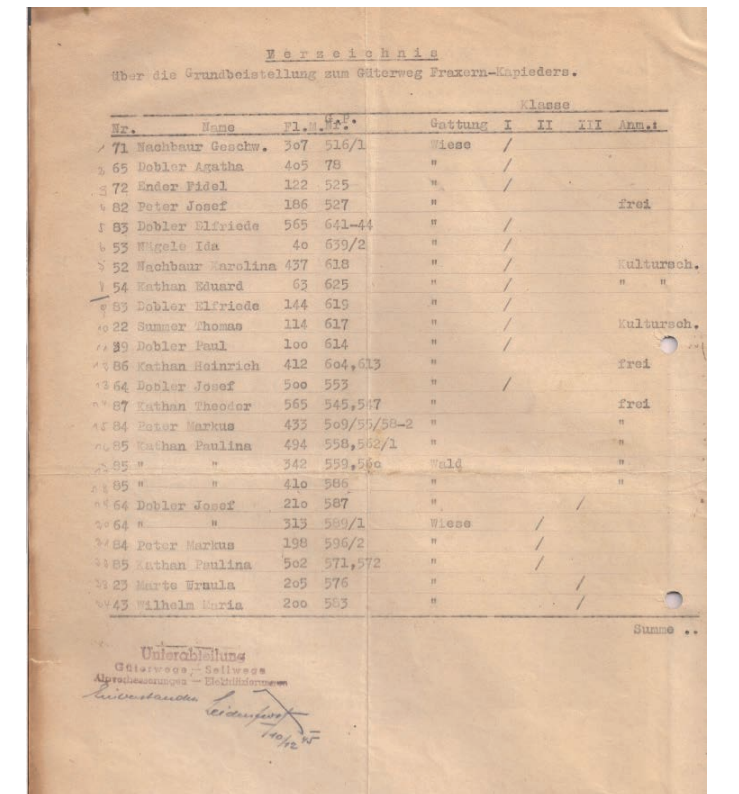 Verzeichnis
über die Grundbeistellung zum Güterweg Fraxern-Kapieders.
Klasse
Nr. Name Fl.M. G.P. Nr. Gattung I II III Anm.:
71 Nachbaur Geschw. 307 516/1 Wiese /
65 Dobler Agatha 405 78 " /
72 Ender Fidel 122 525 " /
82 Peter Josef 186 527 " frei
83 Dobler Elfriede 565 641-44 " /
53 Nägele Ida 40 639/2 " /
52 Nachbaur Karolina 437 618 " / Kultursch.
54 Kathan Eduard 63 625 " / " "
83 Dobler Elfriede 144 619 " /
22 Summer Thomas 114 617 " / Kultursch.
39 Dobler Paul 100 614 " /
86 Kathan Heinrich 412 604,613 " frei
64 Dobler Josef 500 553 " /
87 Kathan Theodor 565 545,547 " frei
84 Peter Markus 433 509/55/58-2 " "
85 Kathan Paulina 494 558,562/1 " "
85 " " 342 559,560 Wald "
85 " " 410 586 " "
64 Dobler Josef 210 587 " /
64 " " 313 589/1 Wiese /
84 Peter Markus 198 596/2 " /
85 Kathan Paulina 502 571,572 " /
23 Marte Ursula 205 576 " /
43 Wilhelm Maria 200 583 " /
Summe ..
Unterabteilung
Güterwege - Seilwege
Alpverbesserungen - Elektrifizierungen
Einverstanden
10/12 45